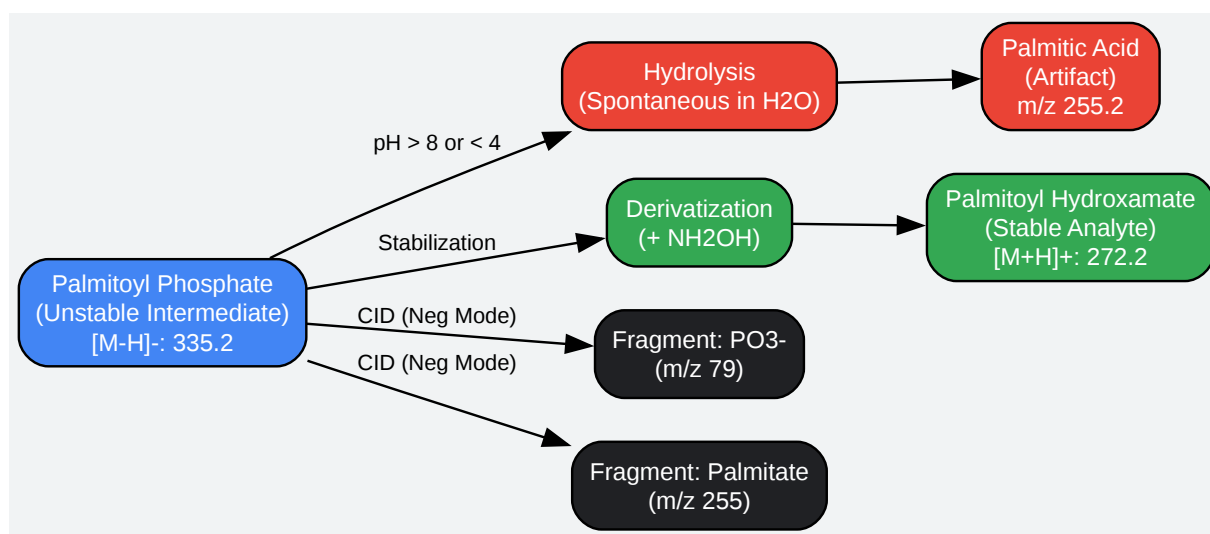 Palmitoyl Phosphate
(Unstable Intermediate)
[M-H]-: 335.2
pH > 8 or < 4
Hydrolysis
(Spontaneous in H2O)
Palmitic Acid
(Artifact)
m/z 255.2
Stabilization
Derivatization
(+ NH2OH)
Palmitoyl Hydroxamate
(Stable Analyte)
[M+H]+: 272.2
CID (Neg Mode)
Fragment: PO3-
(m/z 79)
CID (Neg Mode)
Fragment: Palmitate
(m/z 255)